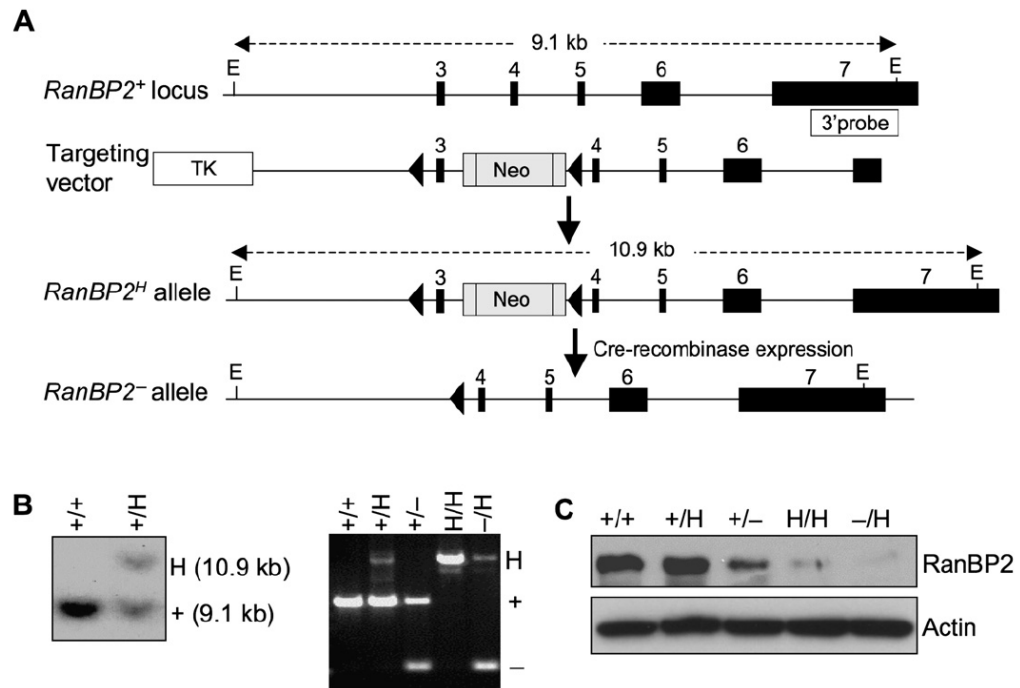 A
9.1 kb
E 3 4 5 6 7 E
RanBP2+ locus
3'probe
Targeting vector
TK 3 Neo 4 5 6
10.9 kb
E 3 4 5 6 7 E
RanBP2H allele
Neo
Cre-recombinase expression
E 4 5 6 7 E
RanBP2– allele
B
+/+ +/H
H (10.9 kb)
+ (9.1 kb)
+/+ +/H +/– H/H –/H
H
+
–
C
+/+ +/H +/– H/H –/H
RanBP2
Actin